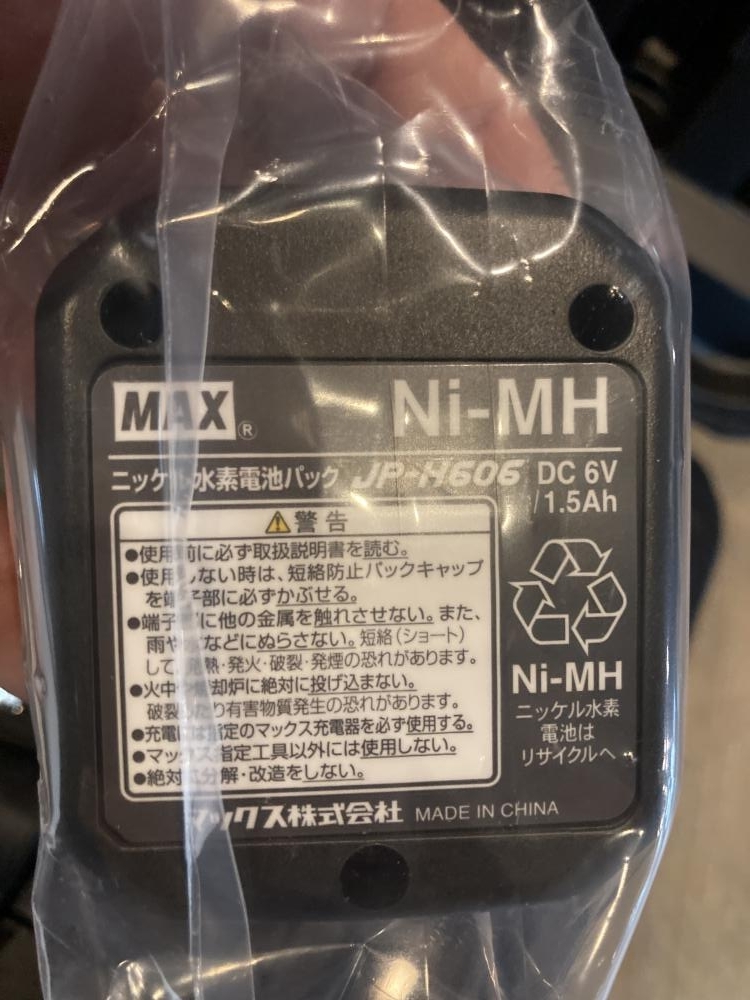 MAX® Ni-MH
ニッケル水素電池パック JP-H606 DC 6V
/1.5Ah
⚠警告
●使用前に必ず取扱説明書を読む。
●使用しない時は、短絡防止パックキャップ
を端子部に必ずかぶせる。
●端子部に他の金属を触れさせない。また、
雨や などにぬらさない。短絡(ショート)
して 発熱・発火・破裂・発煙の恐れがあります。
●火中や焼却炉に絶対に投げ込まない。
破裂したり有害物質発生の恐れがあります。
●充電には指定のマックス充電器を必ず使用する。
●マックス指定工具以外には使用しない。
●絶対に分解・改造をしない。
Ni-MH
ニッケル水素
電池は
リサイクルへ
マックス株式会社 MADE IN CHINA